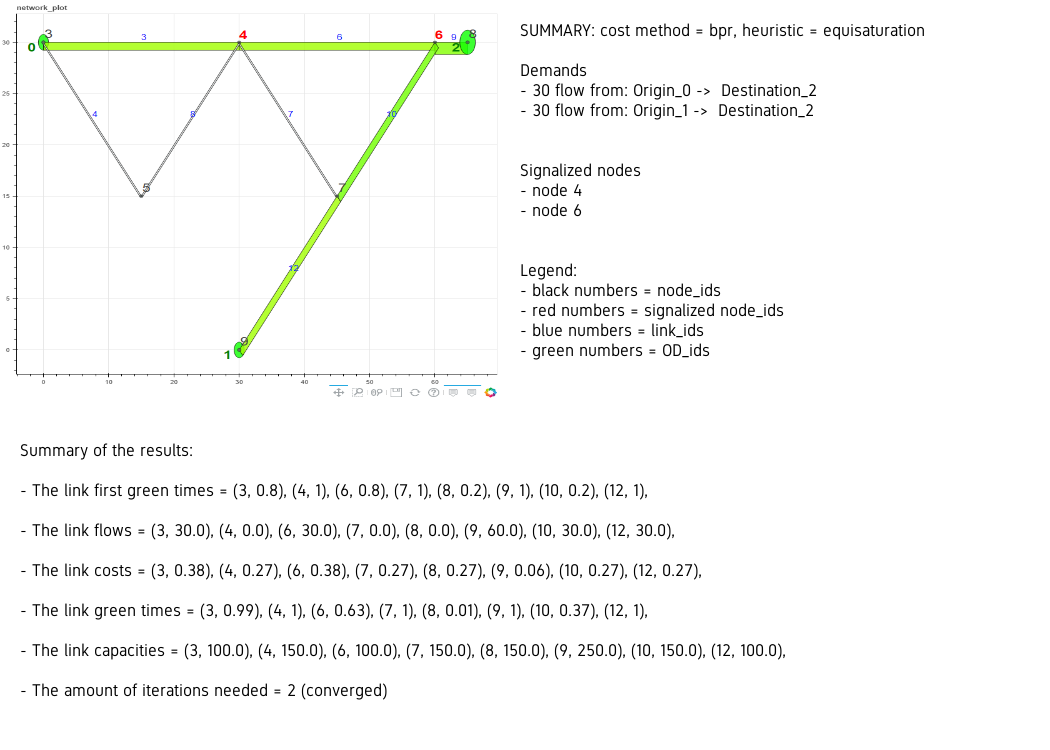 network_plot
SUMMARY: cost method = bpr, heuristic = equisaturation
Demands
- 30 flow from: Origin_0 -> Destination_2
- 30 flow from: Origin_1 -> Destination_2
Signalized nodes
- node 4
- node 6
Legend:
- black numbers = node_ids
- red numbers = signalized node_ids
- blue numbers = link_ids
- green numbers = OD_ids
3
0
3
4
6
6
9
2
8
4
8
7
10
5
7
12
9
1
30
25
20
15
10
5
0
0
10
20
30
40
50
60
Summary of the results:
- The link first green times = (3, 0.8), (4, 1), (6, 0.8), (7, 1), (8, 0.2), (9, 1), (10, 0.2), (12, 1),
- The link flows = (3, 30.0), (4, 0.0), (6, 30.0), (7, 0.0), (8, 0.0), (9, 60.0), (10, 30.0), (12, 30.0),
- The link costs = (3, 0.38), (4, 0.27), (6, 0.38), (7, 0.27), (8, 0.27), (9, 0.06), (10, 0.27), (12, 0.27),
- The link green times = (3, 0.99), (4, 1), (6, 0.63), (7, 1), (8, 0.01), (9, 1), (10, 0.37), (12, 1),
- The link capacities = (3, 100.0), (4, 150.0), (6, 100.0), (7, 150.0), (8, 150.0), (9, 250.0), (10, 150.0), (12, 100.0),
- The amount of iterations needed = 2 (converged)